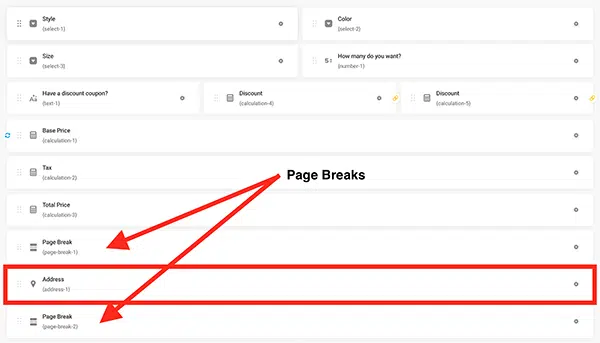 Style
(select-1)
Color
(select-2)
Size
(select-3)
How many do you want?
(number-1)
Have a discount coupon?
(text-1)
Discount
(calculation-4)
Discount
(calculation-5)
Base Price
(calculation-1)
Tax
(calculation-2)
Page Breaks
Total Price
(calculation-3)
Page Break
(page-break-1)
Address
(address-1)
Page Break
(page-break-2)